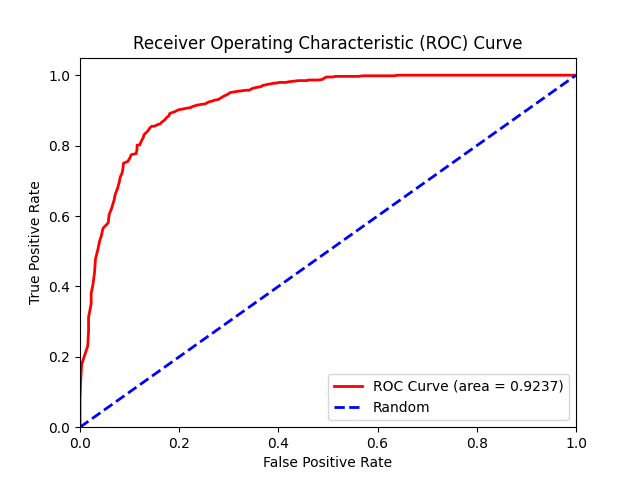 Receiver Operating Characteristic (ROC) Curve
True Positive Rate
1.0
0.8
0.6
0.4
0.2
0.0
ROC Curve (area = 0.9237)
Random
0.0 0.2 0.4 0.6 0.8 1.0
False Positive Rate